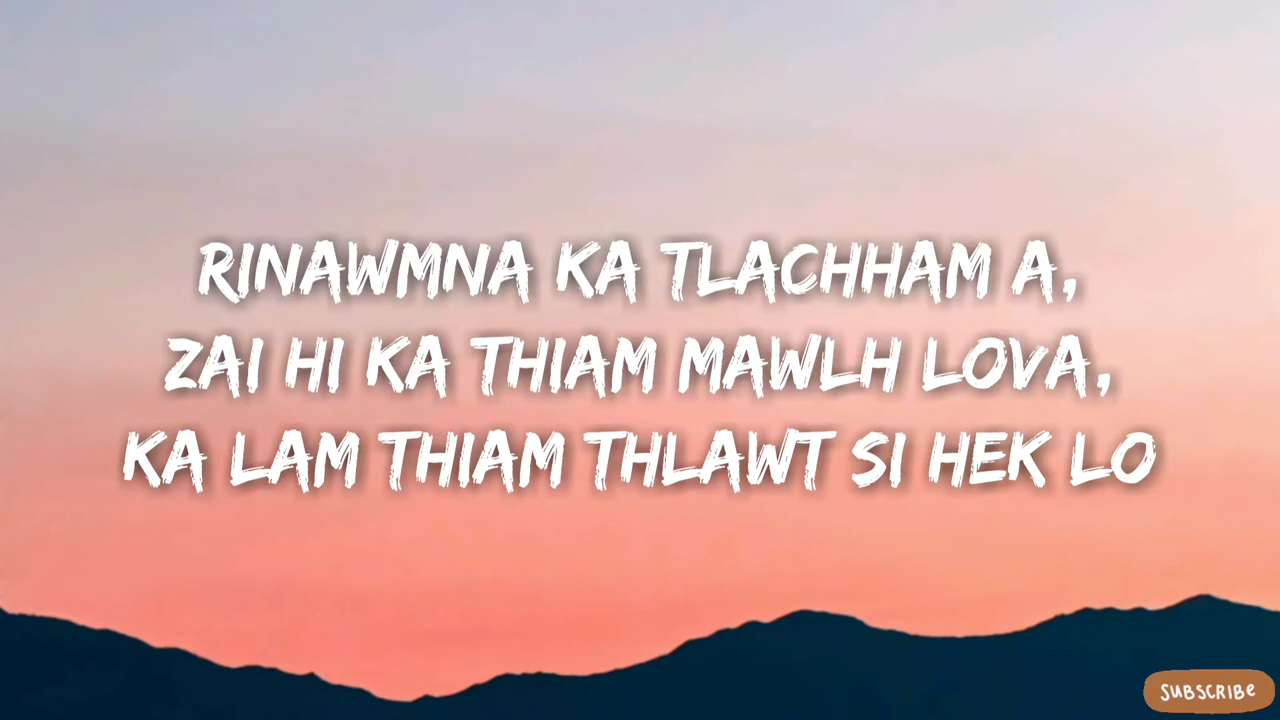 RINAWMNA KA TLACHHAM A,
ZAI HI KA THIAM MAWLH LOVA,
KA LAM THIAM THLAWT SI HEK LO
SUBSCRIBE